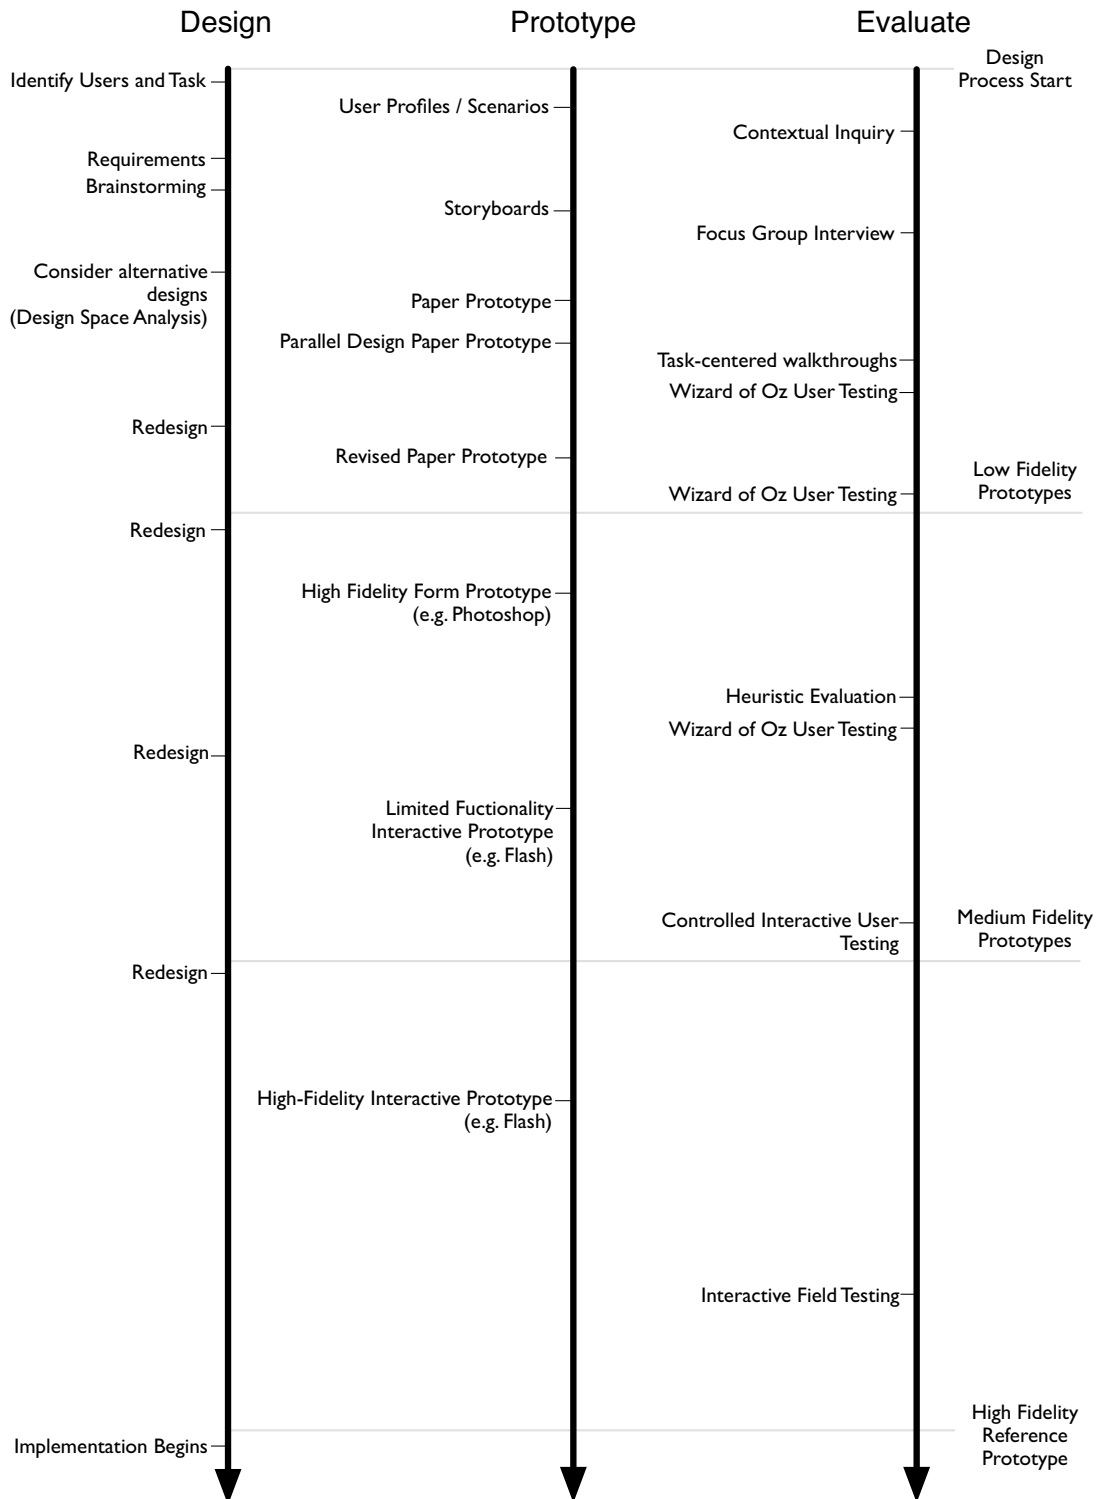 Design
Prototype
Evaluate
Design
Process Start
Identify Users and Task
User Profiles / Scenarios
Contextual Inquiry
Requirements
Brainstorming
Storyboards
Focus Group Interview
Consider alternative
designs
(Design Space Analysis)
Paper Prototype
Parallel Design Paper Prototype
Task-centered walkthroughs
Wizard of Oz User Testing
Redesign
Revised Paper Prototype
Low Fidelity
Prototypes
Wizard of Oz User Testing
Redesign
High Fidelity Form Prototype
(e.g. Photoshop)
Heuristic Evaluation
Wizard of Oz User Testing
Redesign
Limited Fuctionality
Interactive Prototype
(e.g. Flash)
Controlled Interactive User
Testing
Medium Fidelity
Prototypes
Redesign
High-Fidelity Interactive Prototype
(e.g. Flash)
Interactive Field Testing
High Fidelity
Reference
Prototype
Implementation Begins